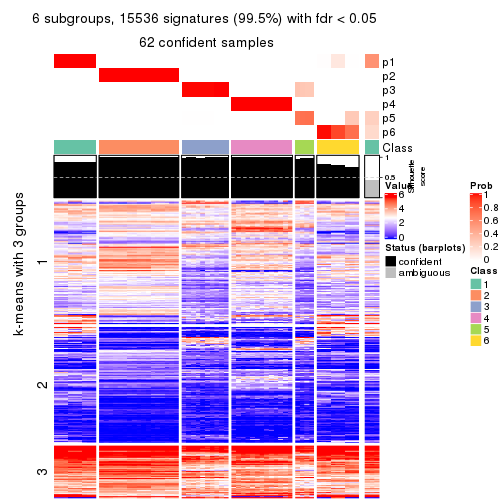 6 subgroups, 15536 signatures (99.5%) with fdr < 0.05
62 confident samples
p1
p2
p3
p4
p5
p6
Class
1
0.5
0
Silhouette
score
k-means with 3 groups
1
2
3
Value
6
4
2
0
Status (barplots)
confident
ambiguous
Prob
1
0.8
0.6
0.4
0.2
0
Class
1
2
3
4
5
6